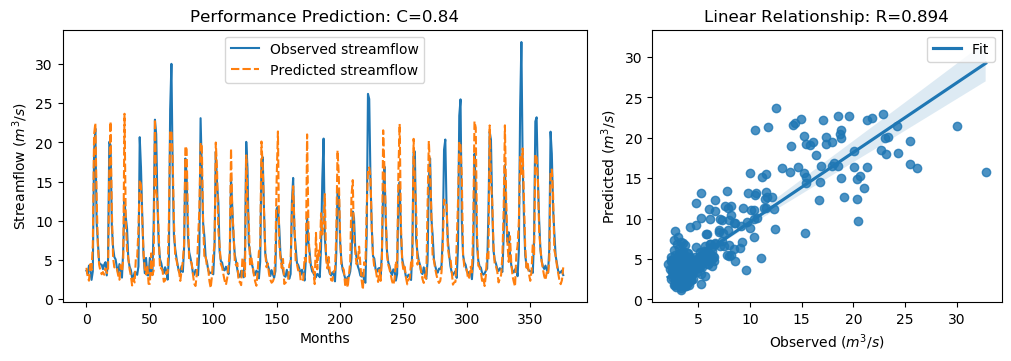 Performance Prediction: C=0.84
Observed streamflow
Predicted streamflow
Streamflow (m³/s)
30
25
20
15
10
5
0
0 50 100 150 200 250 300 350
Months
Linear Relationship: R=0.894
Fit
Predicted (m³/s)
30
25
20
15
10
5
0
5 10 15 20 25 30
Observed (m³/s)